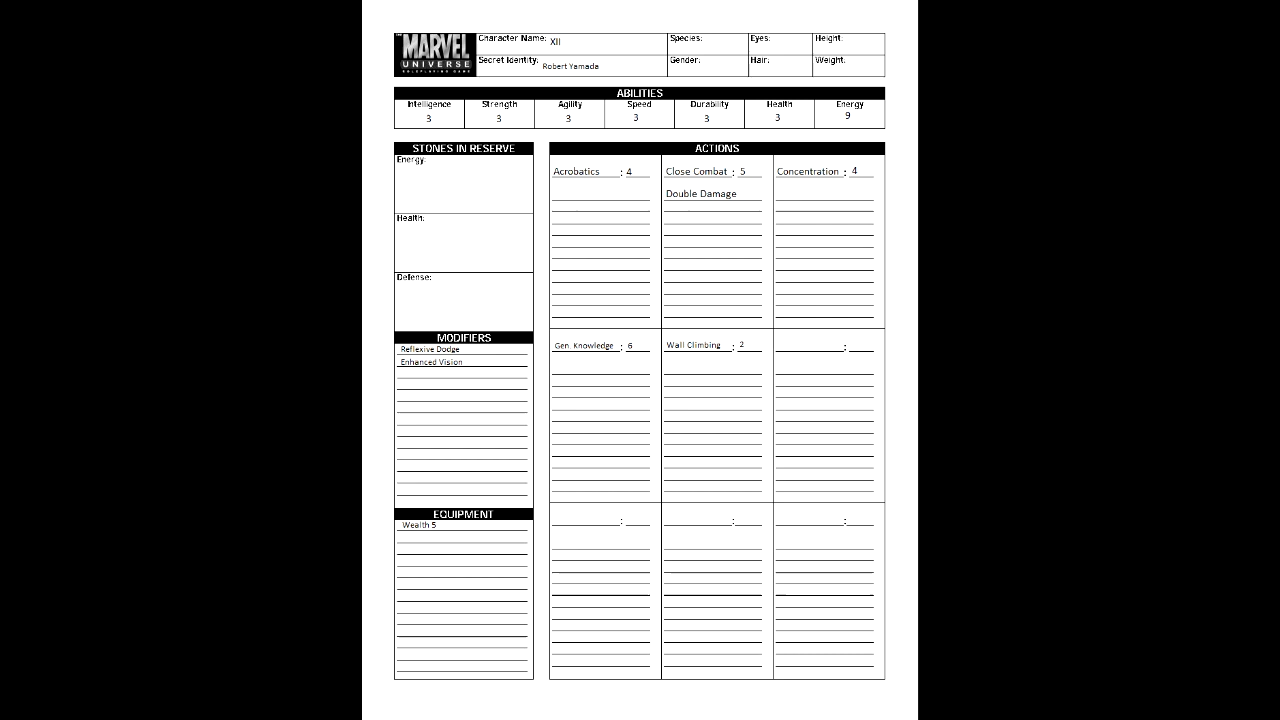 THE
MARVEL
UNIVERSE
ROLEPLAYING GAME
Character Name: XII
Species:
Eyes:
Height:
Secret Identity: Robert Yamada
Gender:
Hair:
Weight:
ABILITIES
Intelligence Strength Agility Speed Durability Health Energy
3 3 3 3 3 3 9
STONES IN RESERVE
Energy:
Health:
Defense:
MODIFIERS
Reflexive Dodge
Enhanced Vision
EQUIPMENT
Wealth 5
ACTIONS
Acrobatics : 4
Close Combat : 5
Double Damage
Concentration : 4
Gen. Knowledge : 6
Wall Climbing : 2
:
:
:
: